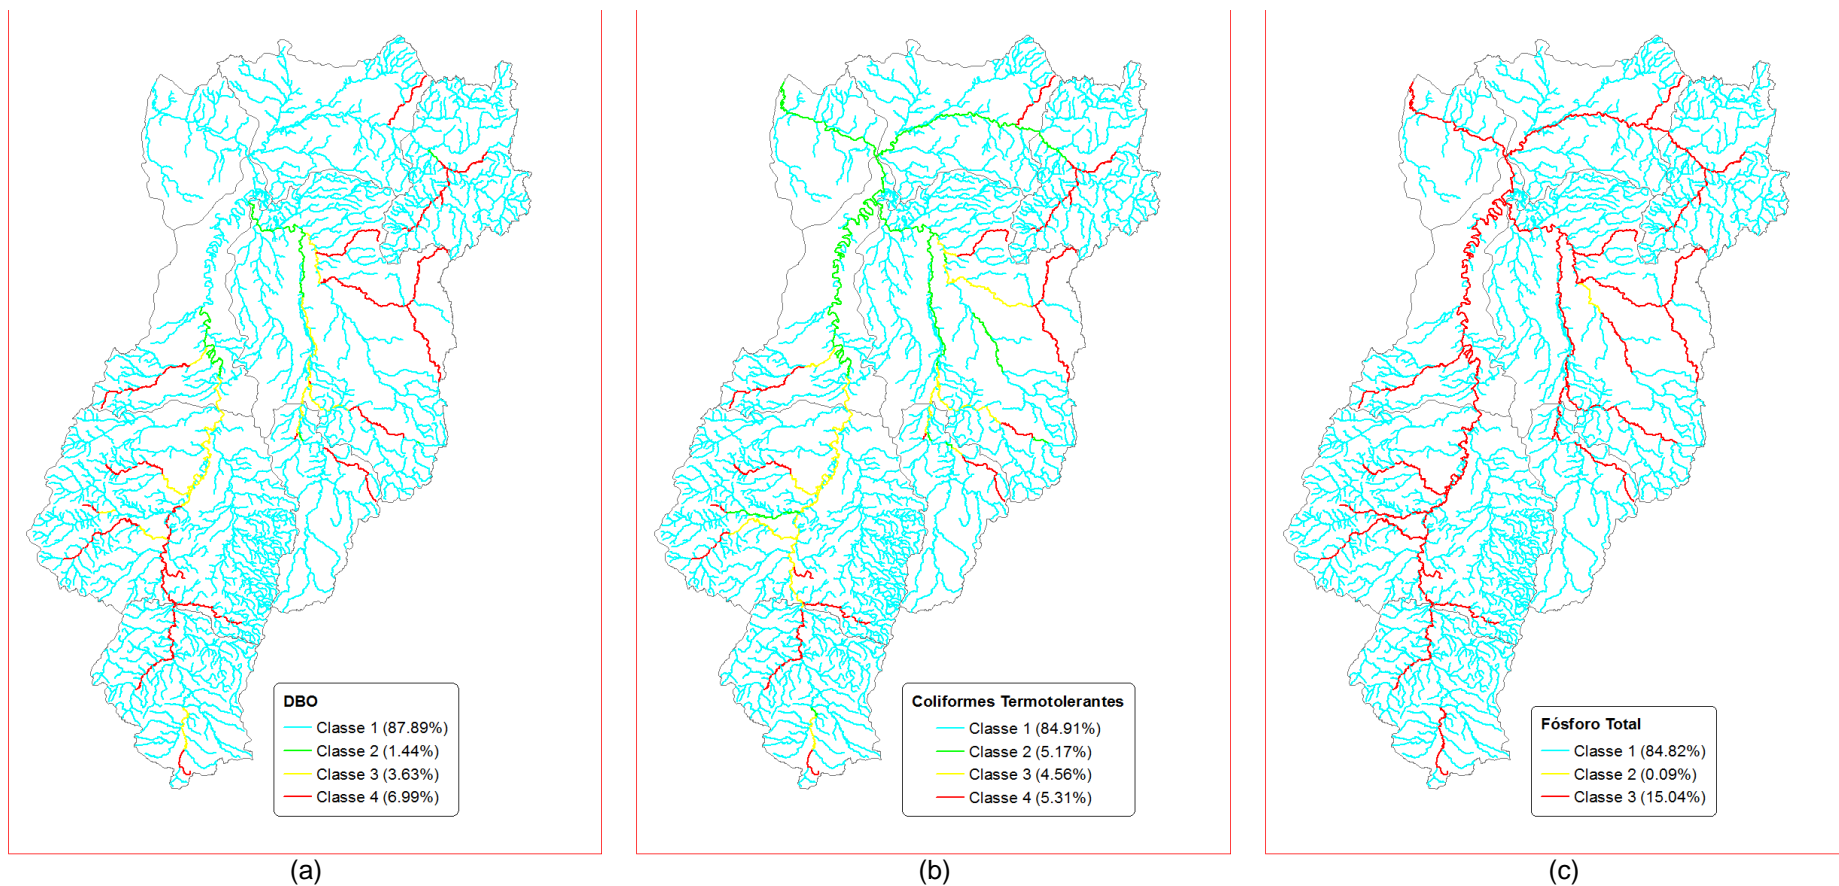 DBO
Classe 1 (87.89%)
Classe 2 (1.44%)
Classe 3 (3.63%)
Classe 4 (6.99%)
(a)
Coliformes Termotolerantes
Classe 1 (84.91%)
Classe 2 (5.17%)
Classe 3 (4.56%)
Classe 4 (5.31%)
(b)
Fósforo Total
Classe 1 (84.82%)
Classe 2 (0.09%)
Classe 3 (15.04%)
(c)